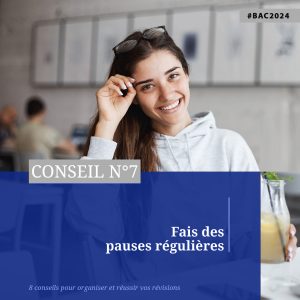 #BAC2024
CONSEIL N°7
Fais des
pauses régulières
8 conseils pour organiser et réussir vos révisions